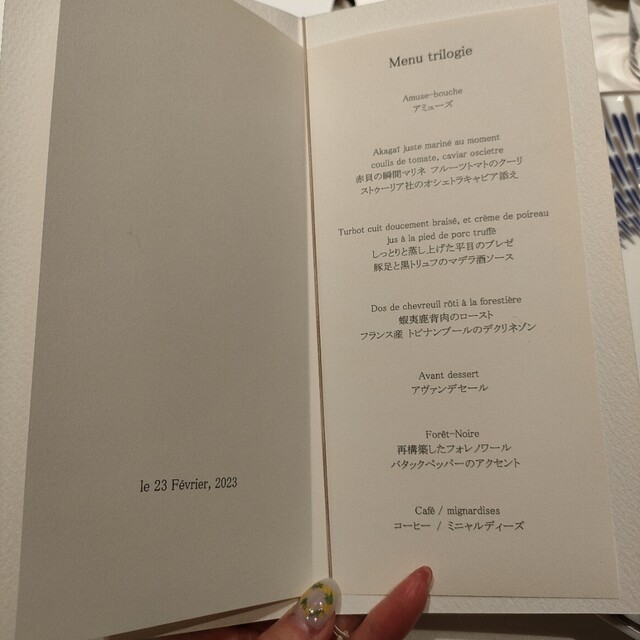 le 23 Février, 2023
Menu trilogie
Amuse-bouche
アミューズ
Akagaï juste mariné au moment
coulis de tomate, caviar oscietre
赤貝の瞬間マリネ フルーツトマトのクーリ
ストゥーリア社のオシェトラキャビア添え
Turbot cuit doucement braisé, et crème de poireau
jus à la pied de porc truffé
しっとりと蒸し上げた平目のブレゼ
豚足と黒トリュフのマデラ酒ソース
Dos de chevreuil rôti à la forestière
蝦夷鹿背肉のロースト
フランス産 トピナンブールのデクリネゾン
Avant dessert
アヴァンデセール
Forêt-Noire
再構築したフォレノワール
バタックペッパーのアクセント
Café / mignardises
コーヒー / ミニャルディーズ